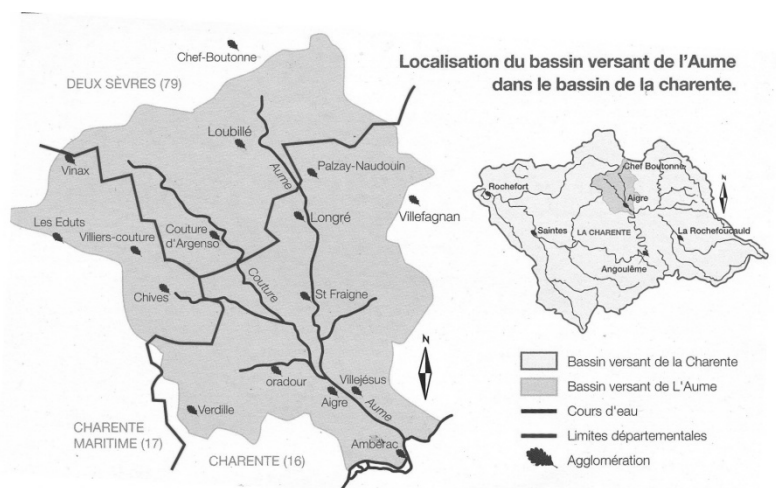 Localisation du bassin versant de l'Aume
dans le bassin de la charente.
Chef-Boutonne
DEUX SÈVRES (79)
Loubillé
Aume
Palzay-Naudouin
Vinax
Villefagnan
Longré
Les Eduts
Couture
d'Argenso
Villiers-couture
Couture
Chives
St Fraigne
N
oradour
Villejésus
Aigre
Aume
Verdille
CHARENTE
MARITIME (17)
Ambérac
CHARENTE (16)
Chef Boutonne
N
Rochefort
Aigre
Saintes
LA CHARENTE
La Rochefoucauld
Angoulême
Bassin versant de la Charente
Bassin versant de L'Aume
Cours d'eau
Limites départementales
Agglomération